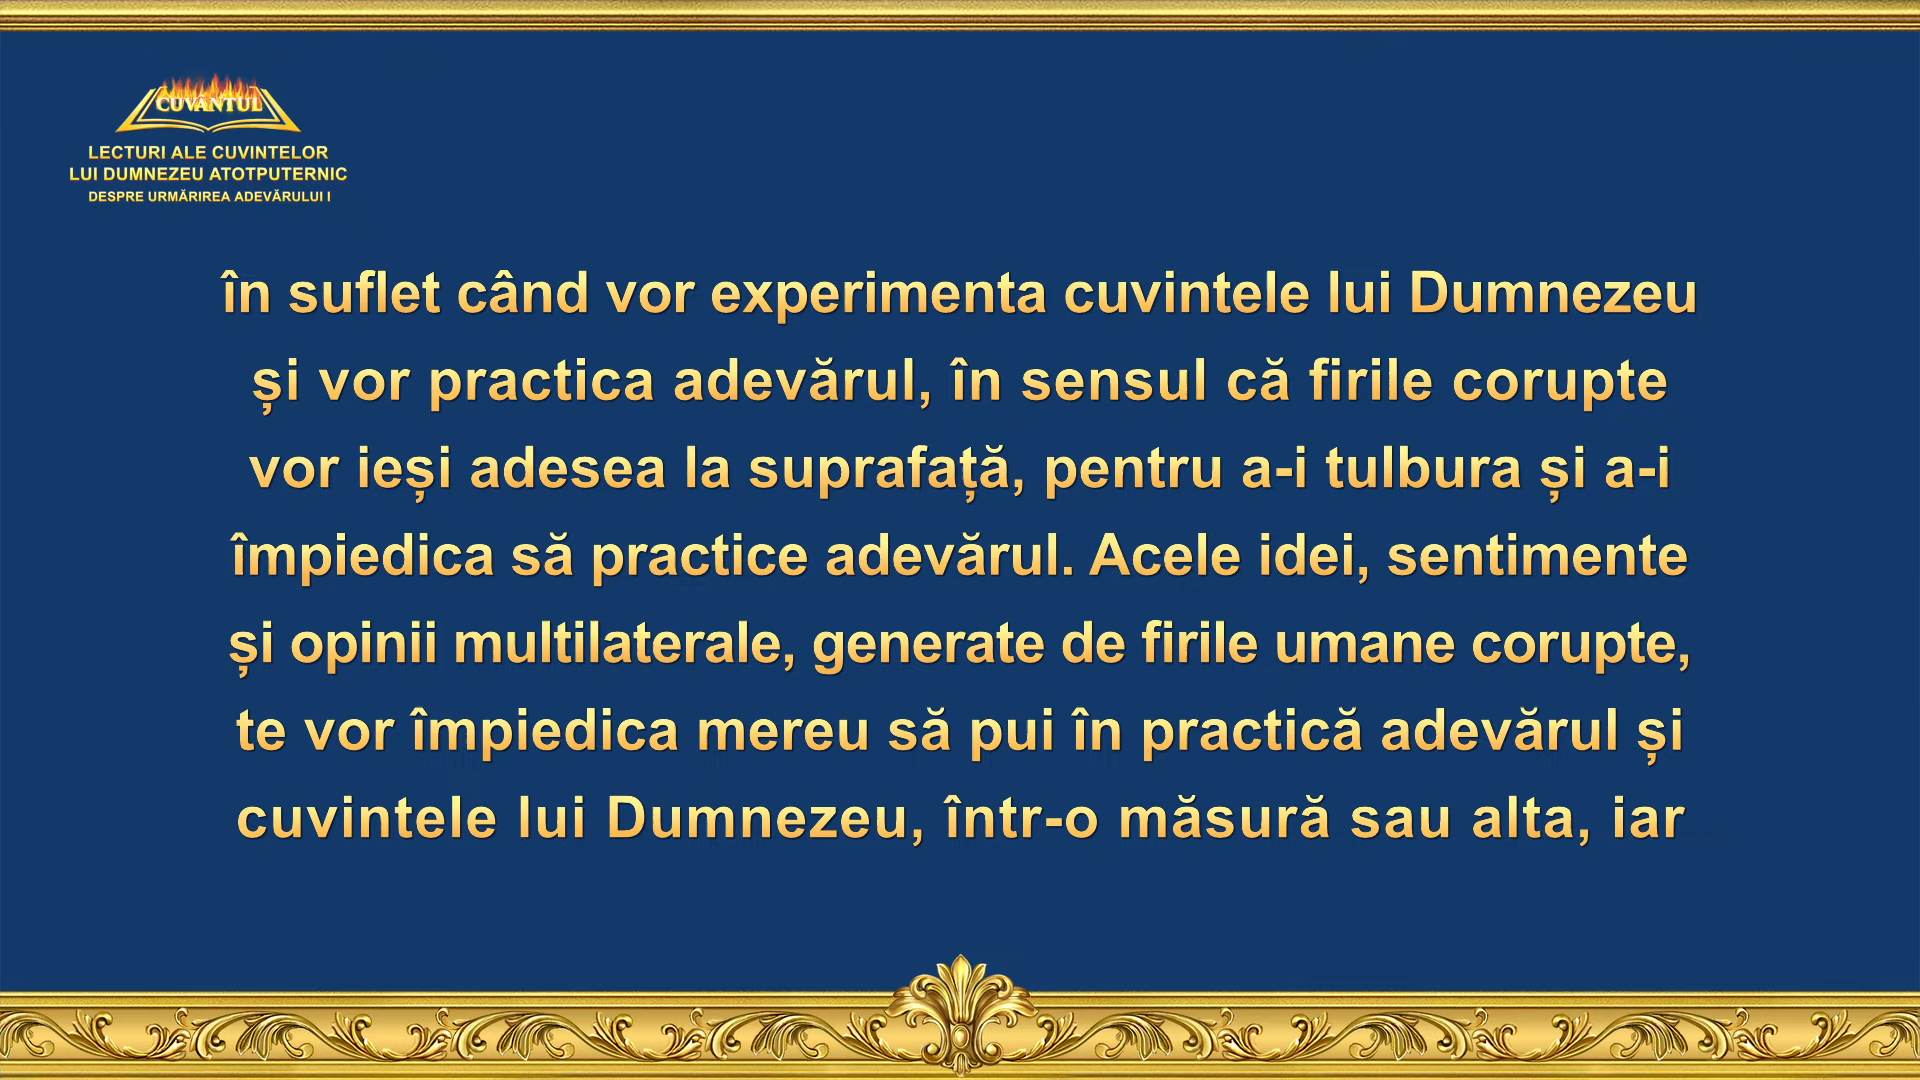 CUVÂNTUL
LECTURI ALE CUVINTELOR
LUI DUMNEZEU ATOTPUTERNIC
DESPRE URMĂRIREA ADEVĂRULUI I
în suflet când vor experimenta cuvintele lui Dumnezeu
și vor practica adevărul, în sensul că firile corupte
vor ieși adesea la suprafață, pentru a-i tulbura și a-i
împiedica să practice adevărul. Acele idei, sentimente
și opinii multilaterale, generate de firile umane corupte,
te vor împiedica mereu să pui în practică adevărul și
cuvintele lui Dumnezeu, într-o măsură sau alta, iar